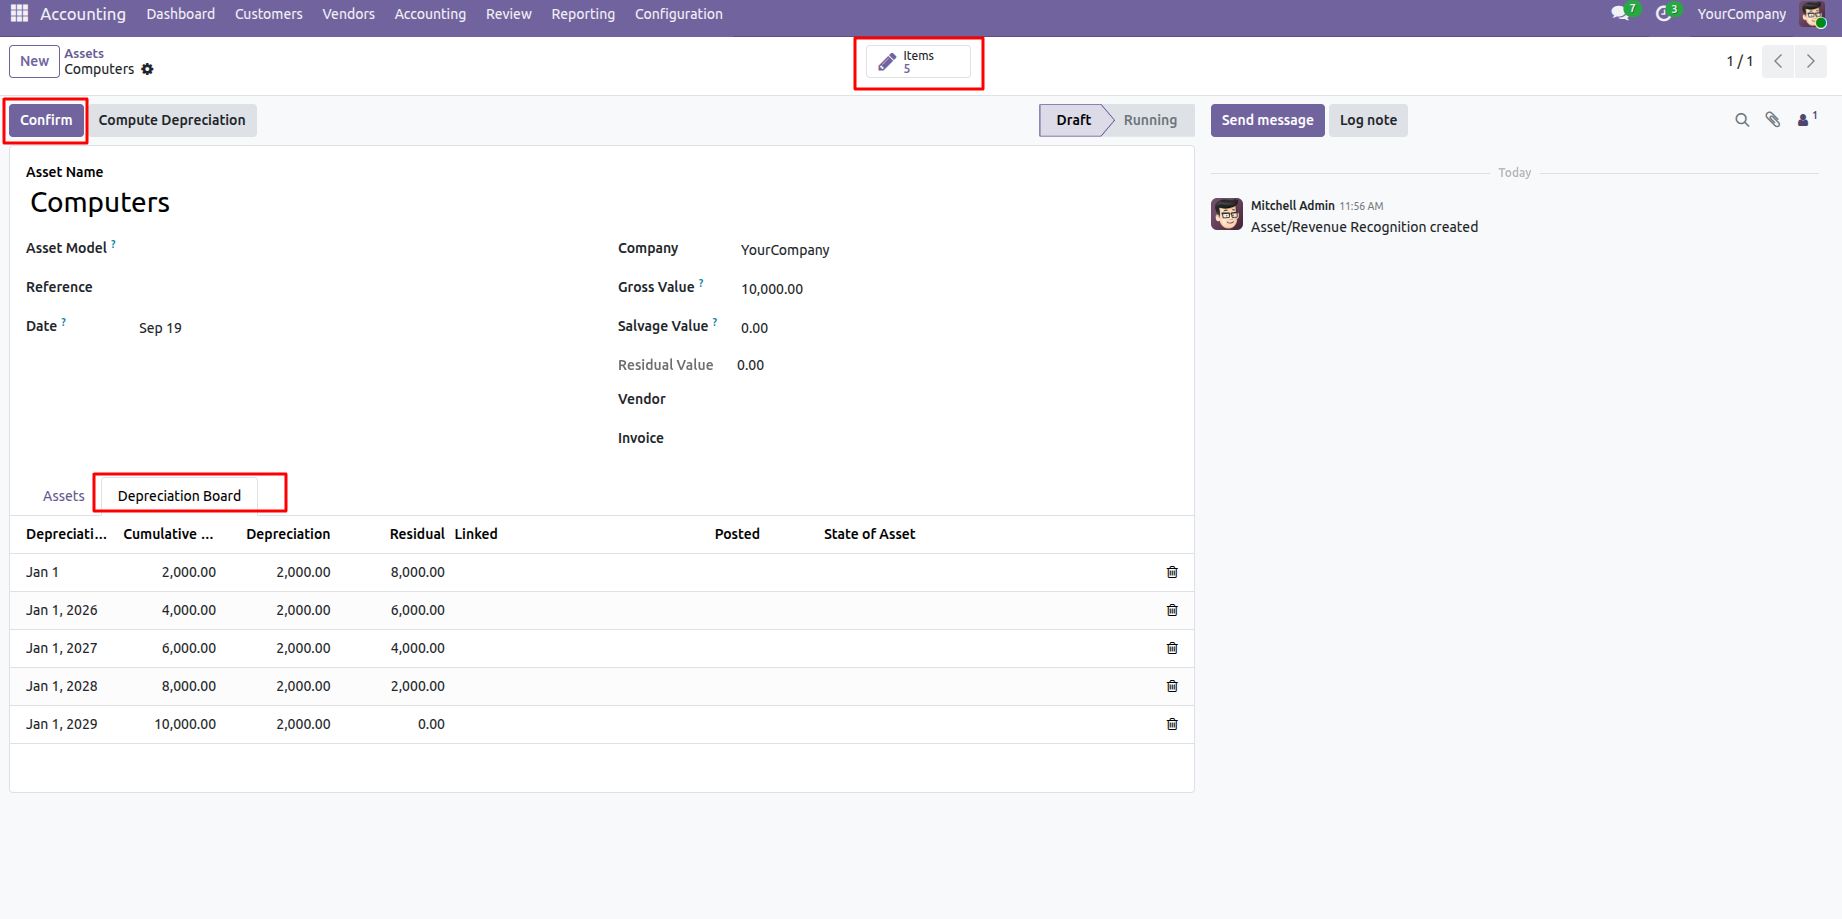 Accounting Dashboard Customers Vendors Accounting Review Reporting Configuration 7 3 YourCompany
New Assets Items 1 / 1
Computers 5
Confirm Compute Depreciation Draft Running Send message Log note 1
Asset Name Today
Computers Mitchell Admin 11:56 AM
Asset/Revenue Recognition created
Asset Model ? Company YourCompany
Reference Gross Value ? 10,000.00
Date ? Sep 19 Salvage Value ? 0.00
Residual Value 0.00
Vendor
Invoice
Assets Depreciation Board
Depreciati... Cumulative ... Depreciation Residual Linked Posted State of Asset
Jan 1 2,000.00 2,000.00 8,000.00
Jan 1, 2026 4,000.00 2,000.00 6,000.00
Jan 1, 2027 6,000.00 2,000.00 4,000.00
Jan 1, 2028 8,000.00 2,000.00 2,000.00
Jan 1, 2029 10,000.00 2,000.00 0.00